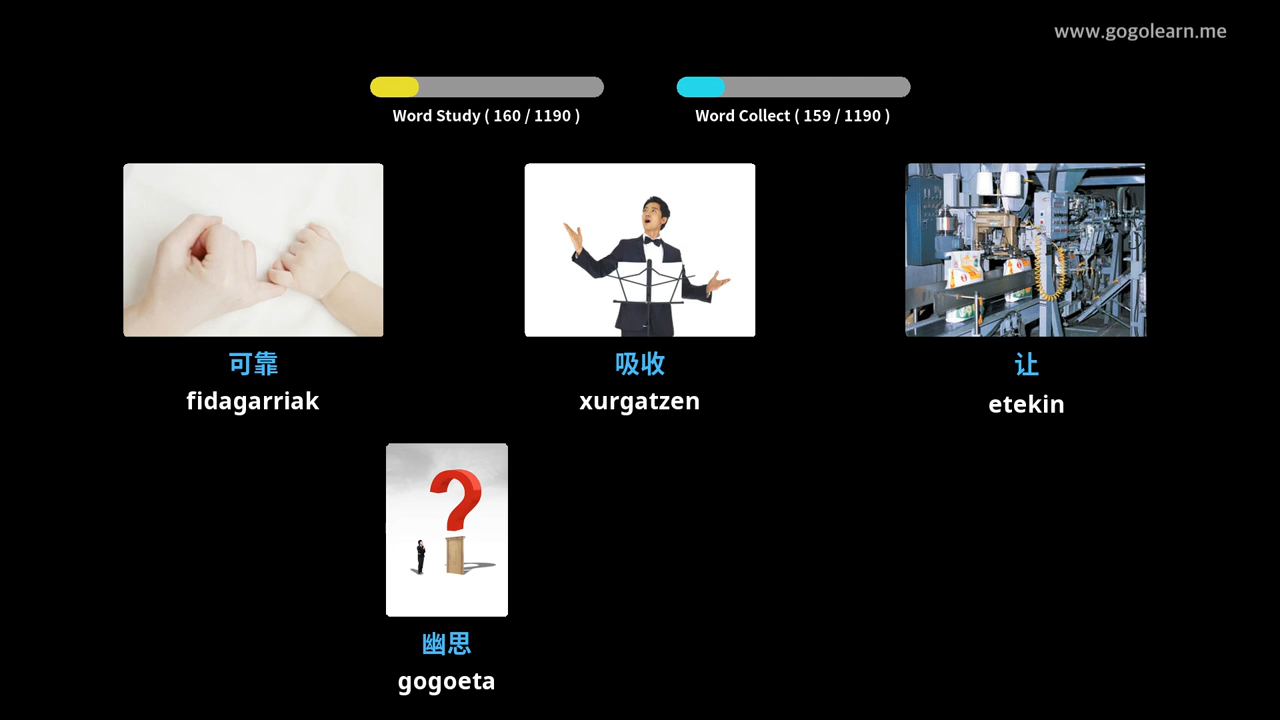 www.gogolearn.me
Word Study ( 160 / 1190 )
Word Collect ( 159 / 1190 )
可靠
fidagarriak
吸收
xurgatzen
让
etekin
幽思
gogoeta